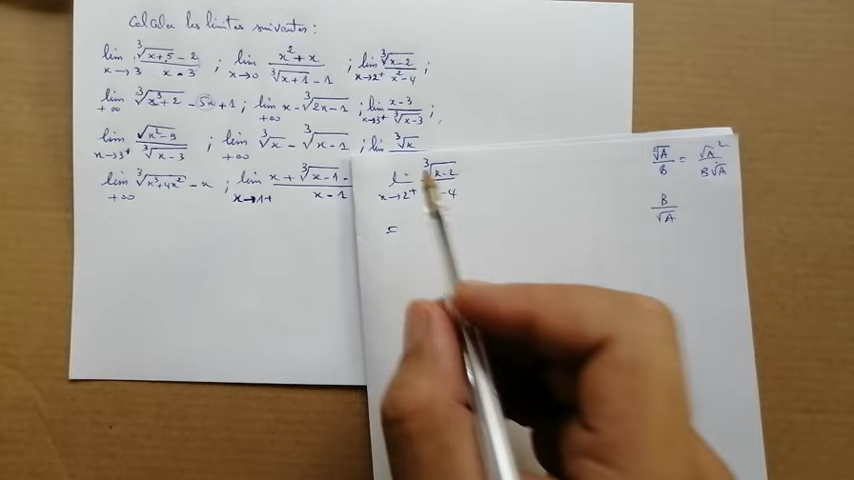 Calculer les limites suivantes :
lim x→3 ∛(x+5) - 2 / x - 3 ; lim x→0 x² + x / ∛(x+1) - 1 ; lim x→2⁺ ∛(x-2) / x² - 4 ;
lim +∞ ∛(x³+2) - 5x + 1 ; lim +∞ x - ∛(2x-1) ; lim x→3⁺ x-3 / ∛(x-3) ;
lim x→3⁺ √(x²-9) / ∛(x-3) ; lim +∞ ∛x - ∛(x-1) ; lim ∛x
lim +∞ ∛(x³+4x²) - x ; lim x→1+ x + ∛(x-1) - / x-1
lim x→2⁺ ∛(x-2) / -4
=
√A / B = √A² / B√A
B / √A